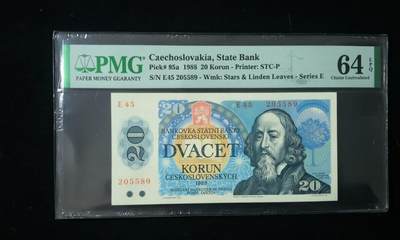 PMG
PAPER MONEY GUARANTY
Czechoslovakia, State Bank
Pick# 95a 1988 20 Korun - Printer: STC-P
S/N E45 205589 - Wmk: Stars & Linden Leaves - Series E
64 EPQ
Choice Uncirculated
E 45
20
E 45 205589
BANKOVKA STÁTNÍ BANKY
ČESKOSLOVENSKÉ
DVACET
KORUN
ČESKOSLOVENSKÝCH
1988
20
205589
20